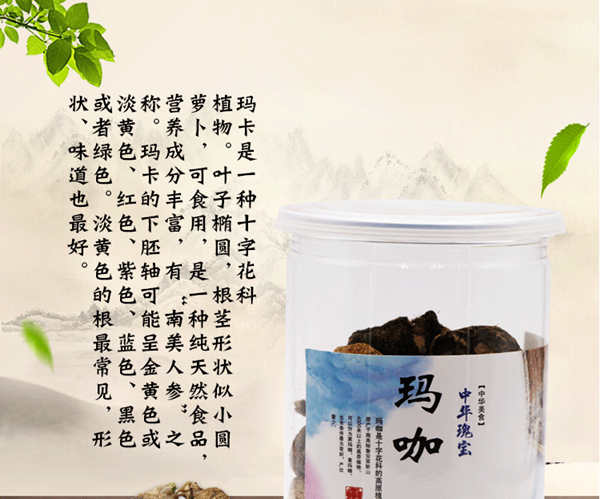 玛卡是一种十字花科
植物。叶子椭圆，根茎形状似小圆
萝卜，可食用，是一种纯天然食品，
营养成分丰富，有“南美人参”之
称。玛卡的下胚轴可能呈金黄色或
淡黄色、红色、紫色、蓝色、黑色
或者绿色。淡黄色的根最常见，形
状、味道也最好。
【中华美食】
中华瑰宝
玛咖